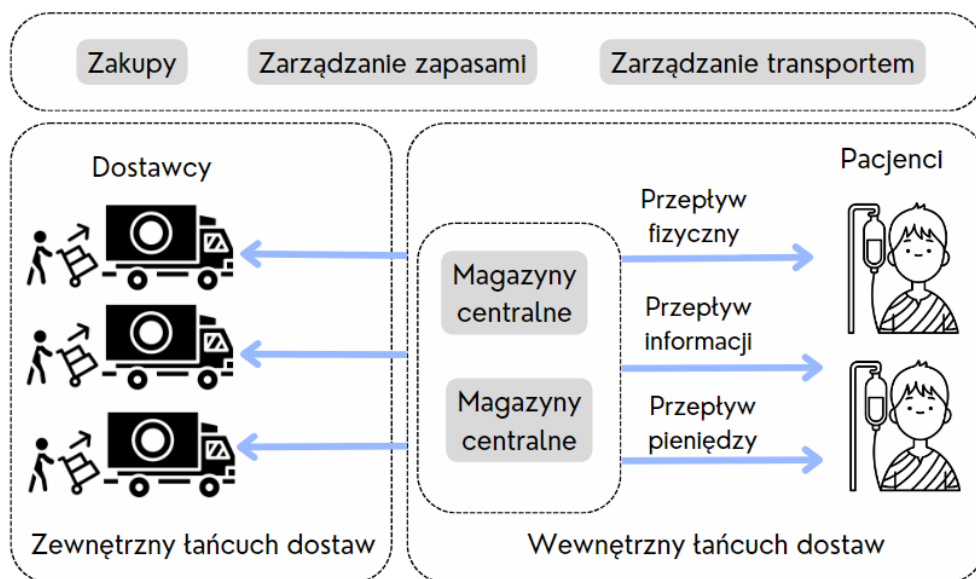 Zakupy
Zarządzanie zapasami
Zarządzanie transportem
Dostawcy
Pacjenci
Przepływ
fizyczny
Magazyny
centralne
Przepływ
informacji
Magazyny
centralne
Przepływ
pieniędzy
Zewnętrzny łańcuch dostaw
Wewnętrzny łańcuch dostaw